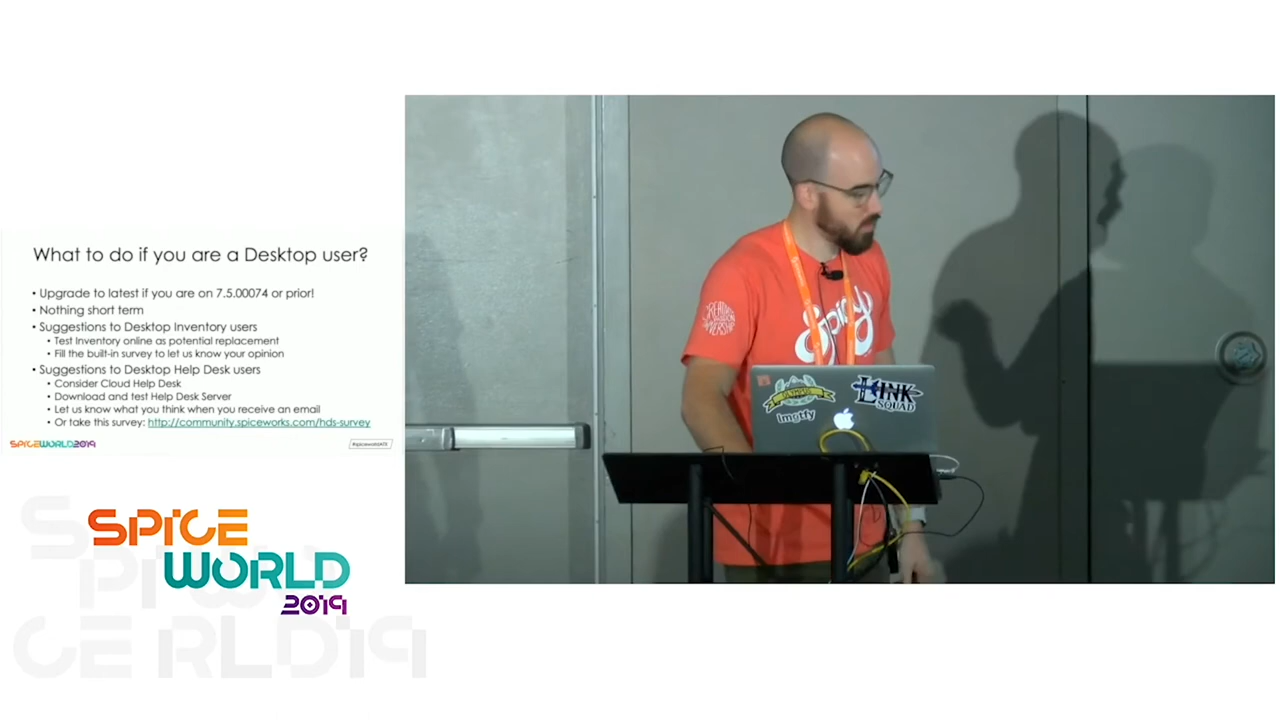 What to do if you are a Desktop user?
• Upgrade to latest if you are on 7.5.00074 or prior!
• Nothing short term
• Suggestions to Desktop Inventory users
• Test Inventory online as potential replacement
• Fill the built-in survey to let us know your opinion
• Suggestions to Desktop Help Desk users
• Consider Cloud Help Desk
• Download and test Help Desk Server
• Let us know what you think when you receive an email
• Or take this survey: http://community.spiceworks.com/hds-survey
SPICEWORLD2019
#spiceworldATX
SPICE
WORLD
2019
SPI
CE RLD19
Spicy
LINK
SQUAD
lmgtfy